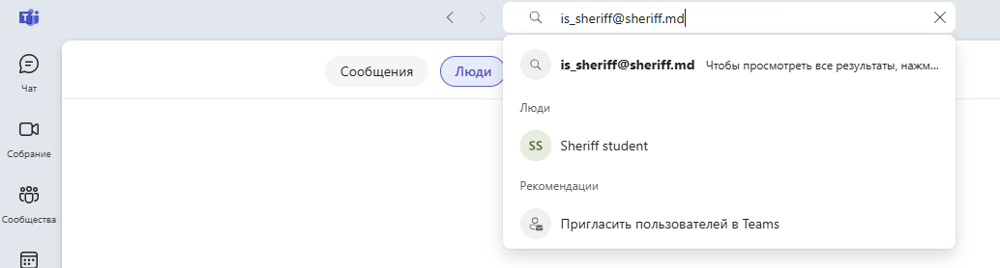 is_sheriff@sheriff.md
Чат
Сообщения
Люди
is_sheriff@sheriff.md Чтобы просмотреть все результаты, нажм...
Люди
SS Sheriff student
Рекомендации
Пригласить пользователей в Teams
Собрание
Сообщества